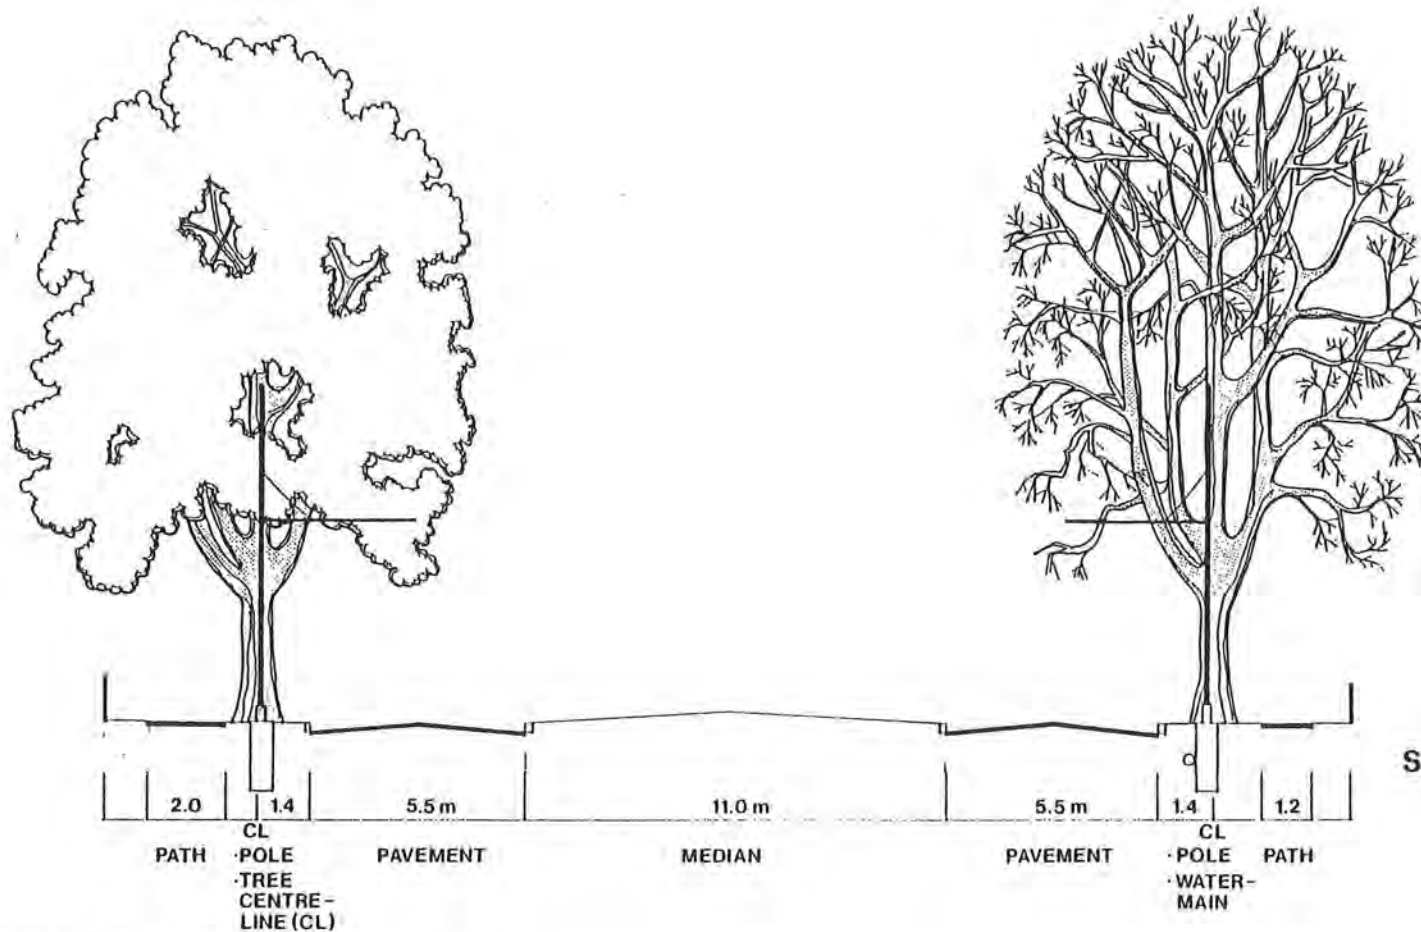 S
2.0
1.4
5.5 m
11.0 m
5.5 m
1.4
1.2
CL
PATH
·POLE
PAVEMENT
MEDIAN
PAVEMENT
CL
·POLE
PATH
·TREE
CENTRE-
LINE (CL)
·WATER-
MAIN